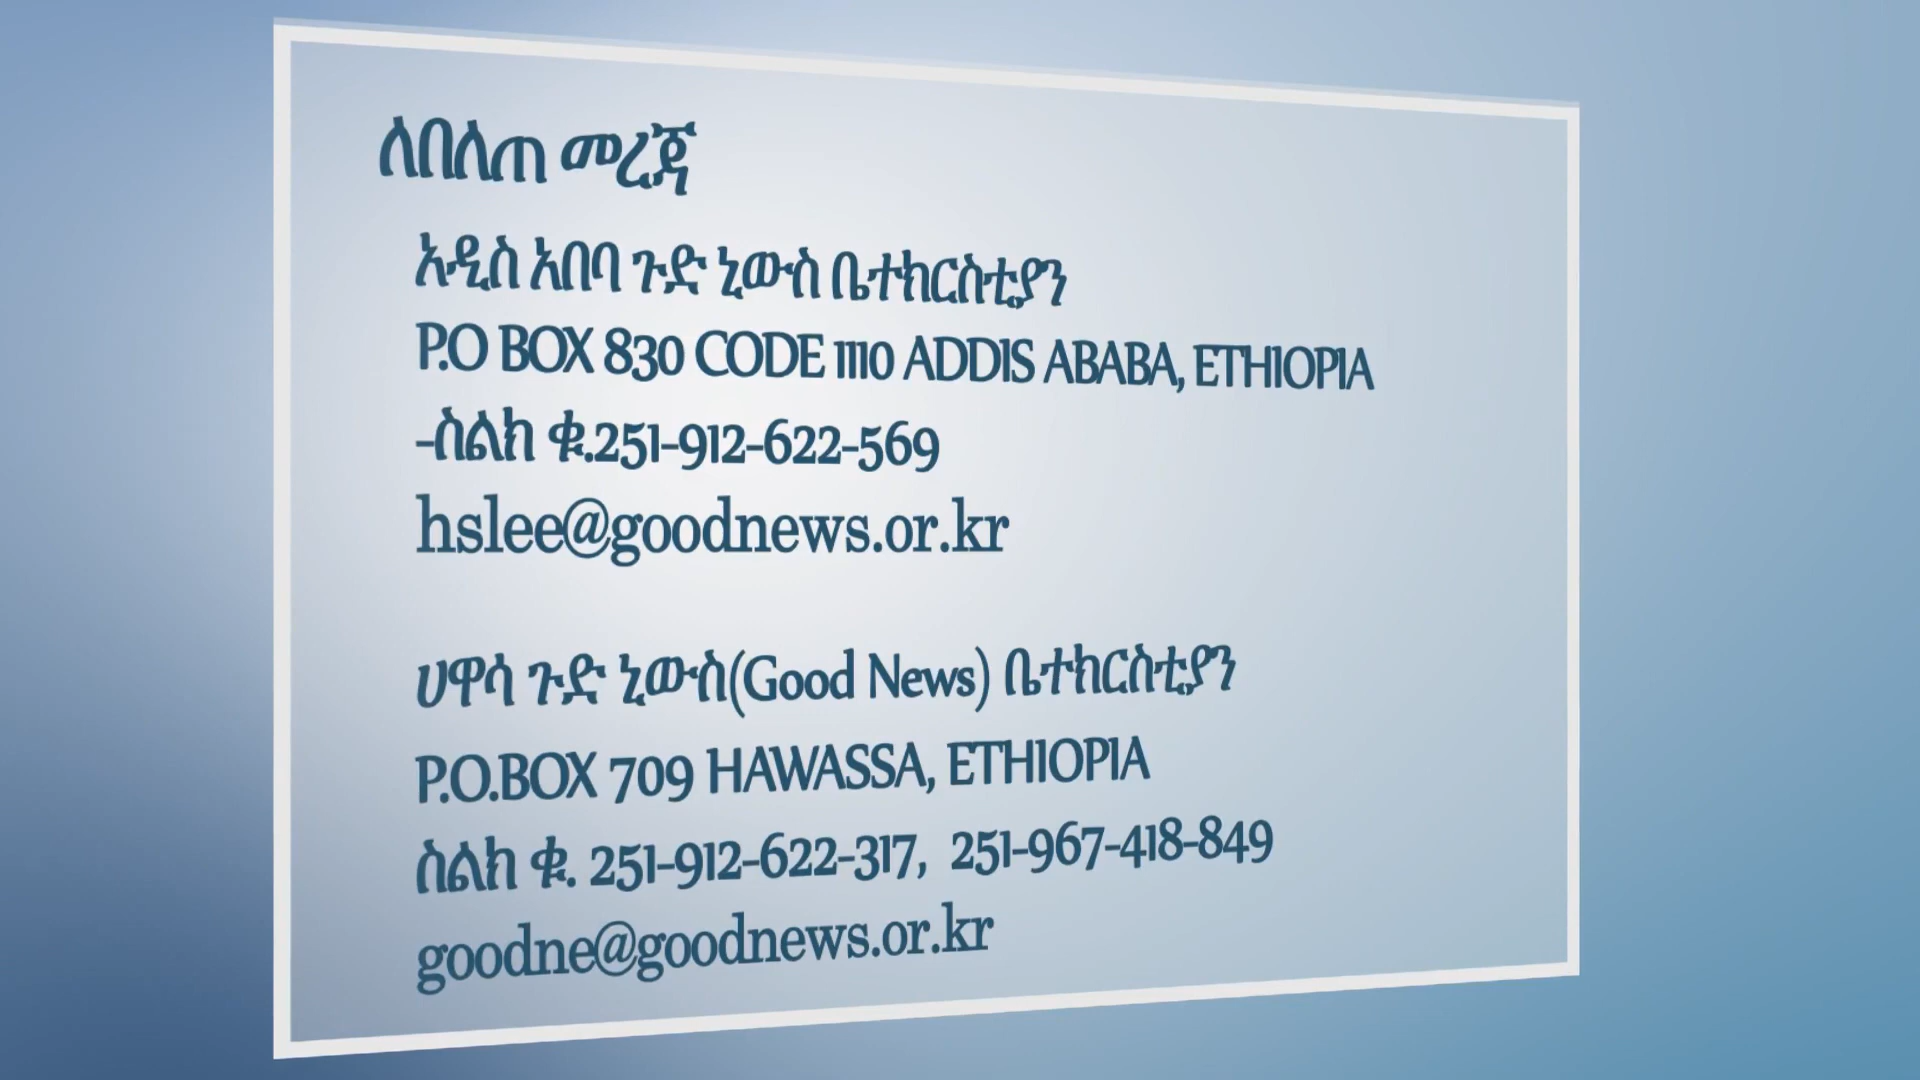 ለበለጠ መረጃ
አዲስ አበባ ጉድ ኒውስ ቤተክርስቲያን
P.O BOX 830 CODE 1110 ADDIS ABABA, ETHIOPIA
-ስልክ ቁ.251-912-622-569
hslee@goodnews.or.kr
ሀዋሳ ጉድ ኒውስ(Good News) ቤተክርስቲያን
P.O.BOX 709 HAWASSA, ETHIOPIA
ስልክ ቁ. 251-912-622-317, 251-967-418-849
goodne@goodnews.or.kr